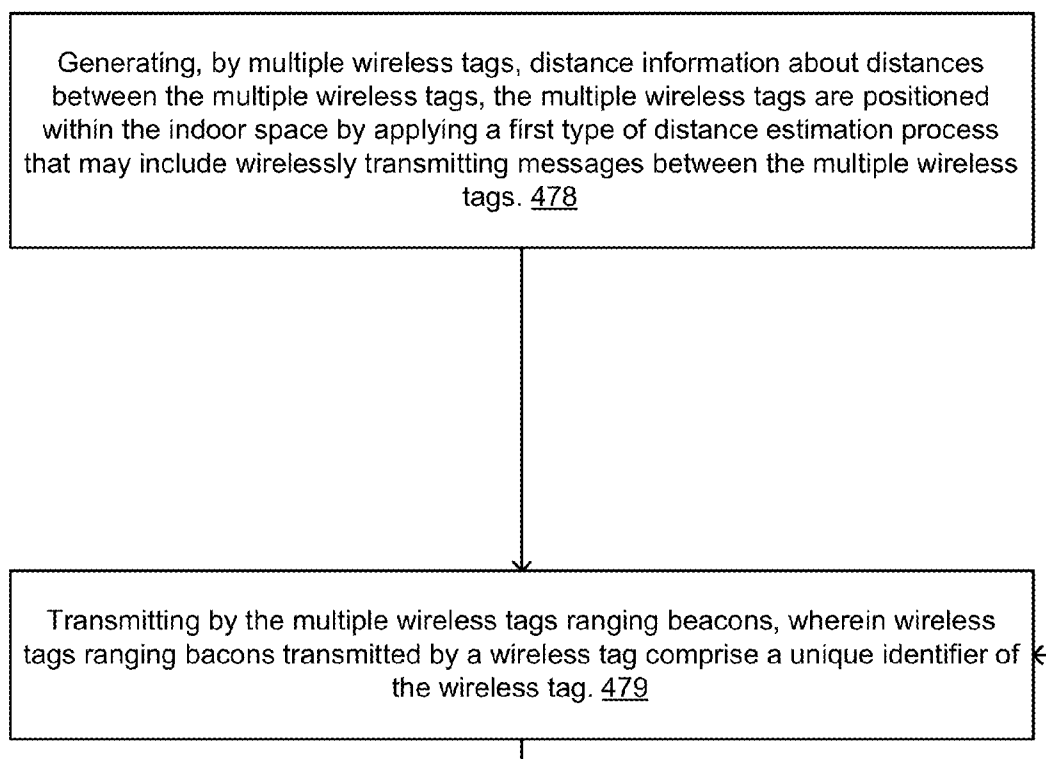 Generating, by multiple wireless tags, distance information about distances
between the multiple wireless tags, the multiple wireless tags are positioned
within the indoor space by applying a first type of distance estimation process
that may include wirelessly transmitting messages between the multiple wireless
tags. 478
Transmitting by the multiple wireless tags ranging beacons, wherein wireless
tags ranging bacons transmitted by a wireless tag comprise a unique identifier of
the wireless tag. 479